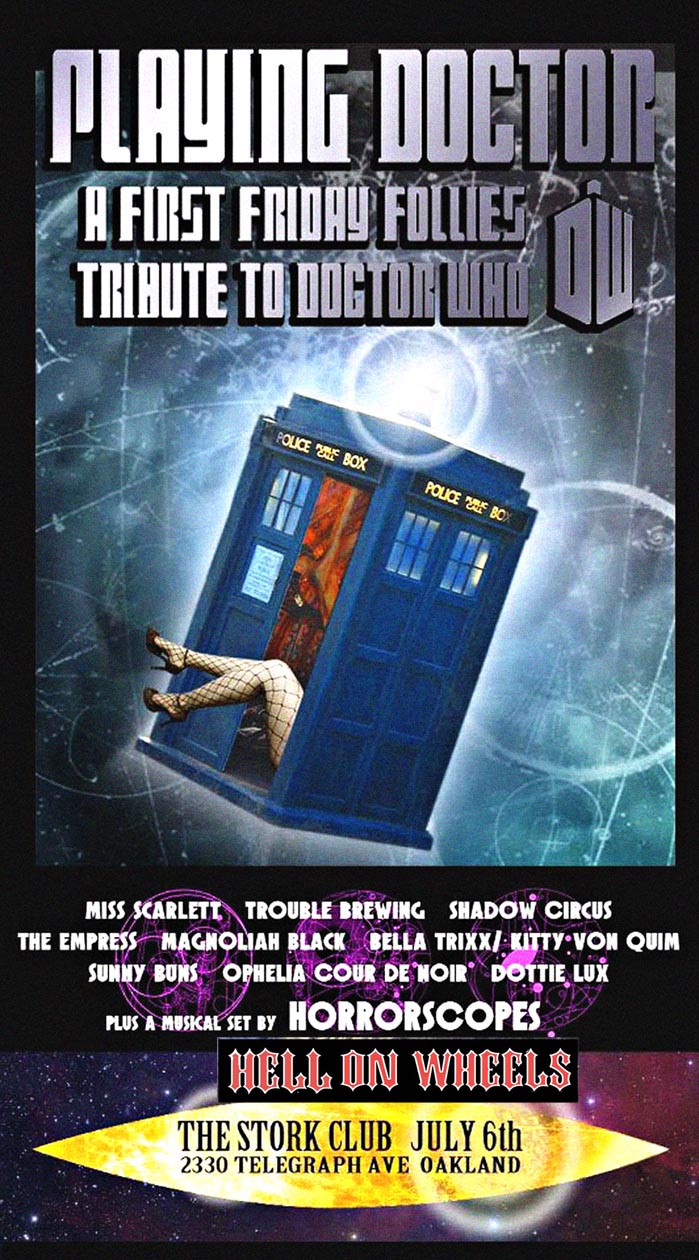 PLAYING DOCTOR
A FIRST FRIDAY FOLLIES
TRIBUTE TO DOCTOR WHO
DW
POLICE PUBLIC CALL BOX
POLICE PUBLIC CALL BOX
MISS SCARLETT TROUBLE BREWING SHADOW CIRCUS
THE EMPRESS MAGNOLIAH BLACK BELLA TRIXX/ KITTY VON QUIM
SUNNY BUNS OPHELIA COUR DE NOIR DOTTIE LUX
PLUS A MUSICAL SET BY HORRORSCOPES
HELL ON WHEELS
THE STORK CLUB JULY 6th
2330 TELEGRAPH AVE OAKLAND